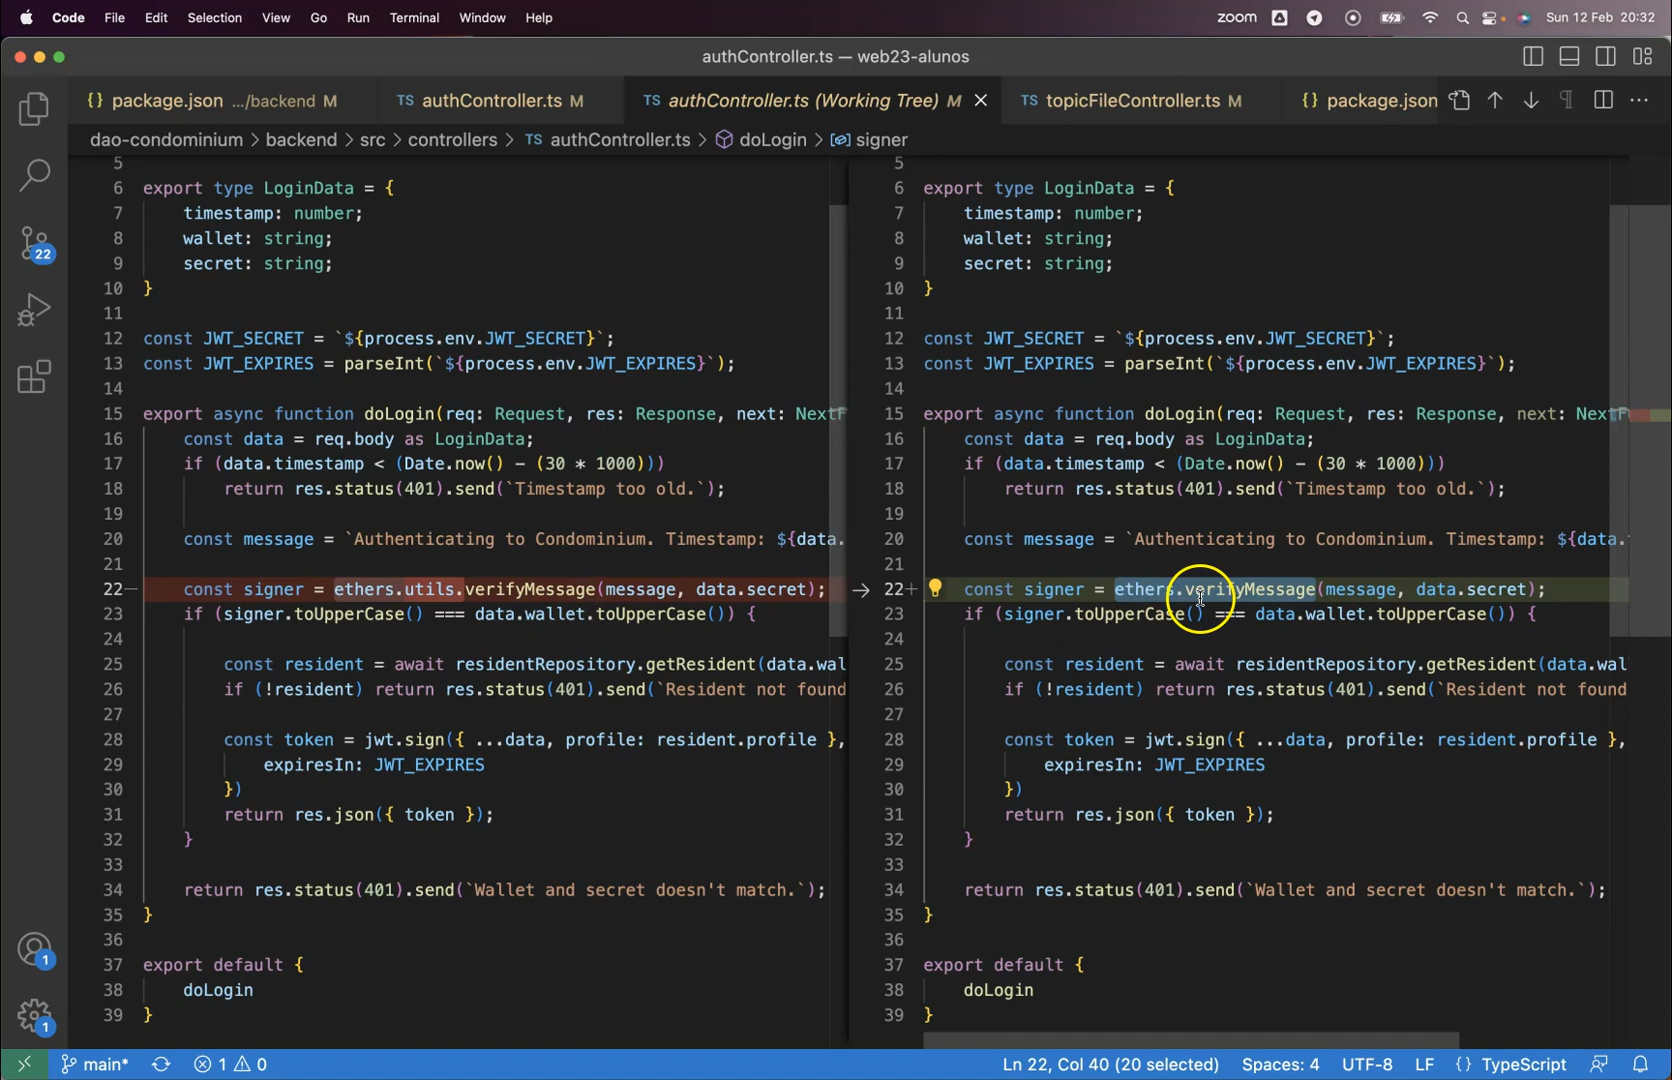 Code File Edit Selection View Go Run Terminal Window Help zoom Sun 12 Feb 20:32
authController.ts — web23-alunos
{} package.json .../backend M TS authController.ts M TS authController.ts (Working Tree) M TS topicFileController.ts M {} package.json
dao-condominium > backend > src > controllers > TS authController.ts > doLogin > signer
5
6 export type LoginData = {
7 timestamp: number;
8 wallet: string;
9 secret: string;
10 }
11
12 const JWT_SECRET = `${process.env.JWT_SECRET}`;
13 const JWT_EXPIRES = parseInt(`${process.env.JWT_EXPIRES}`);
14
15 export async function doLogin(req: Request, res: Response, next: NextF
16 const data = req.body as LoginData;
17 if (data.timestamp < (Date.now() - (30 * 1000)))
18 return res.status(401).send(`Timestamp too old.`);
19
20 const message = `Authenticating to Condominium. Timestamp: ${data.
21
22— const signer = ethers.utils.verifyMessage(message, data.secret);
23 if (signer.toUpperCase() === data.wallet.toUpperCase()) {
24
25 const resident = await residentRepository.getResident(data.wal
26 if (!resident) return res.status(401).send(`Resident not found
27
28 const token = jwt.sign({ ...data, profile: resident.profile },
29 expiresIn: JWT_EXPIRES
30 })
31 return res.json({ token });
32 }
33
34 return res.status(401).send(`Wallet and secret doesn't match.`);
35 }
36
37 export default {
38 doLogin
39 }
5
6 export type LoginData = {
7 timestamp: number;
8 wallet: string;
9 secret: string;
10 }
11
12 const JWT_SECRET = `${process.env.JWT_SECRET}`;
13 const JWT_EXPIRES = parseInt(`${process.env.JWT_EXPIRES}`);
14
15 export async function doLogin(req: Request, res: Response, next: NextF
16 const data = req.body as LoginData;
17 if (data.timestamp < (Date.now() - (30 * 1000)))
18 return res.status(401).send(`Timestamp too old.`);
19
20 const message = `Authenticating to Condominium. Timestamp: ${data.
21
22+ const signer = ethers.verifyMessage(message, data.secret);
23 if (signer.toUpperCase() === data.wallet.toUpperCase()) {
24
25 const resident = await residentRepository.getResident(data.wal
26 if (!resident) return res.status(401).send(`Resident not found
27
28 const token = jwt.sign({ ...data, profile: resident.profile },
29 expiresIn: JWT_EXPIRES
30 })
31 return res.json({ token });
32 }
33
34 return res.status(401).send(`Wallet and secret doesn't match.`);
35 }
36
37 export default {
38 doLogin
39 }
22
1
1
main* 1 0 Ln 22, Col 40 (20 selected) Spaces: 4 UTF-8 LF {} TypeScript